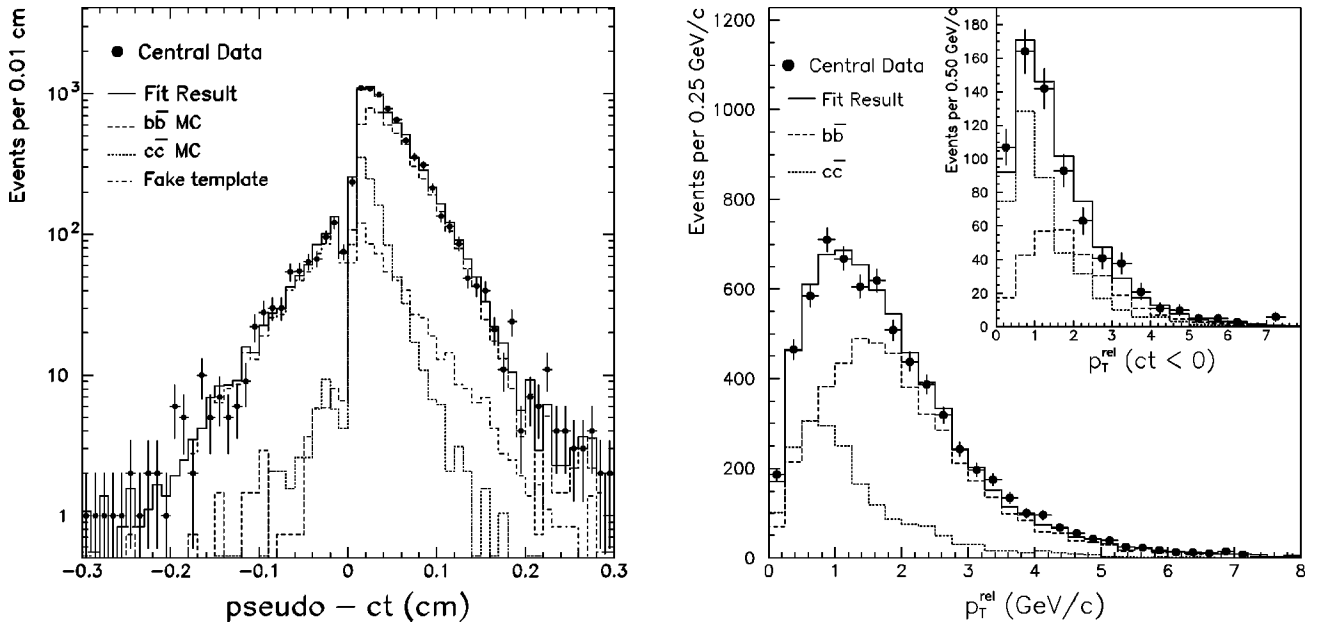 Events per 0.01 cm
10³
10²
10
1
Central Data
Fit Result
bb̅ MC
cc̅ MC
Fake template
−0.3 −0.2 −0.1 0 0.1 0.2 0.3
pseudo − ct (cm)
Events per 0.25 GeV/c
1200
1000
800
600
400
200
0
Central Data
Fit Result
bb̅
cc̅
0 1 2 3 4 5 6 7 8
p_T^rel (GeV/c)
Events per 0.50 GeV/c
180
160
140
120
100
80
60
40
20
0
0 1 2 3 4 5 6 7
p_T^rel (ct < 0)